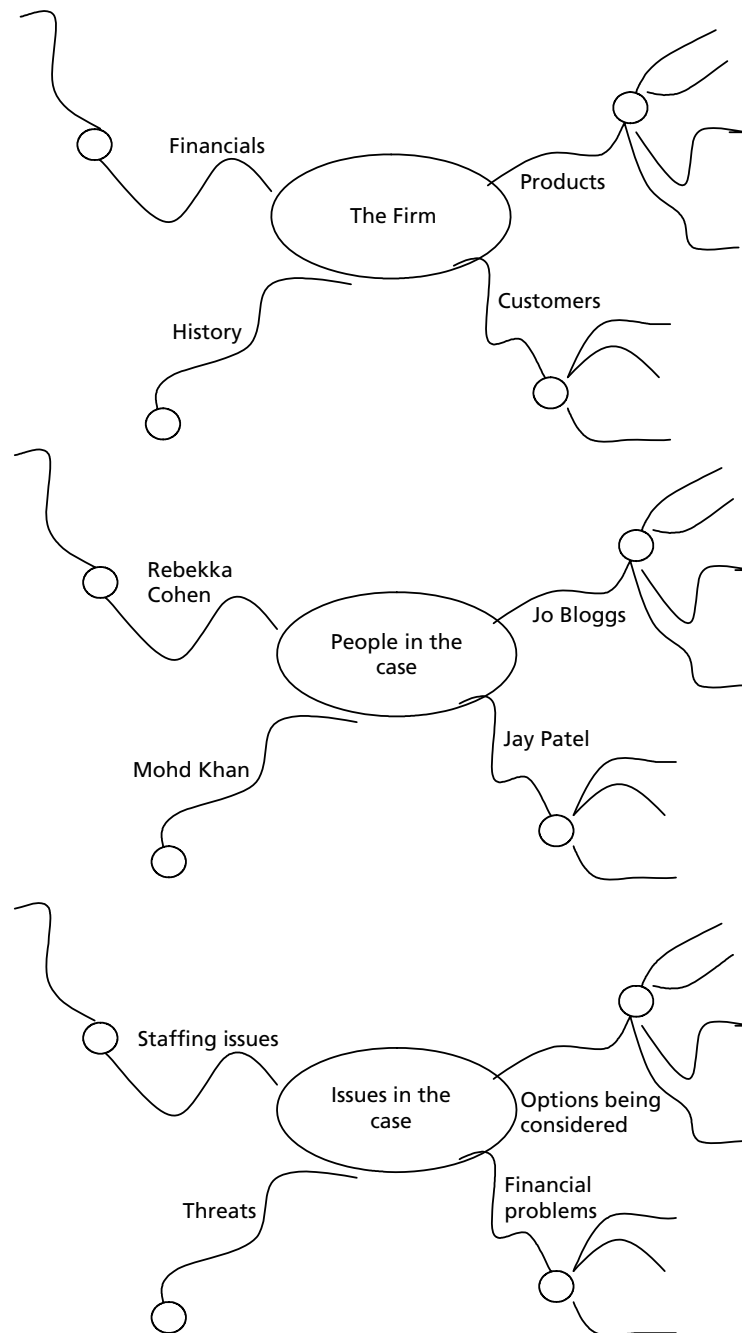 Financials
The Firm
Products
Customers
History
Rebekka
Cohen
People in the
case
Jo Bloggs
Jay Patel
Mohd Khan
Staffing issues
Issues in the
case
Options being
considered
Financial
problems
Threats